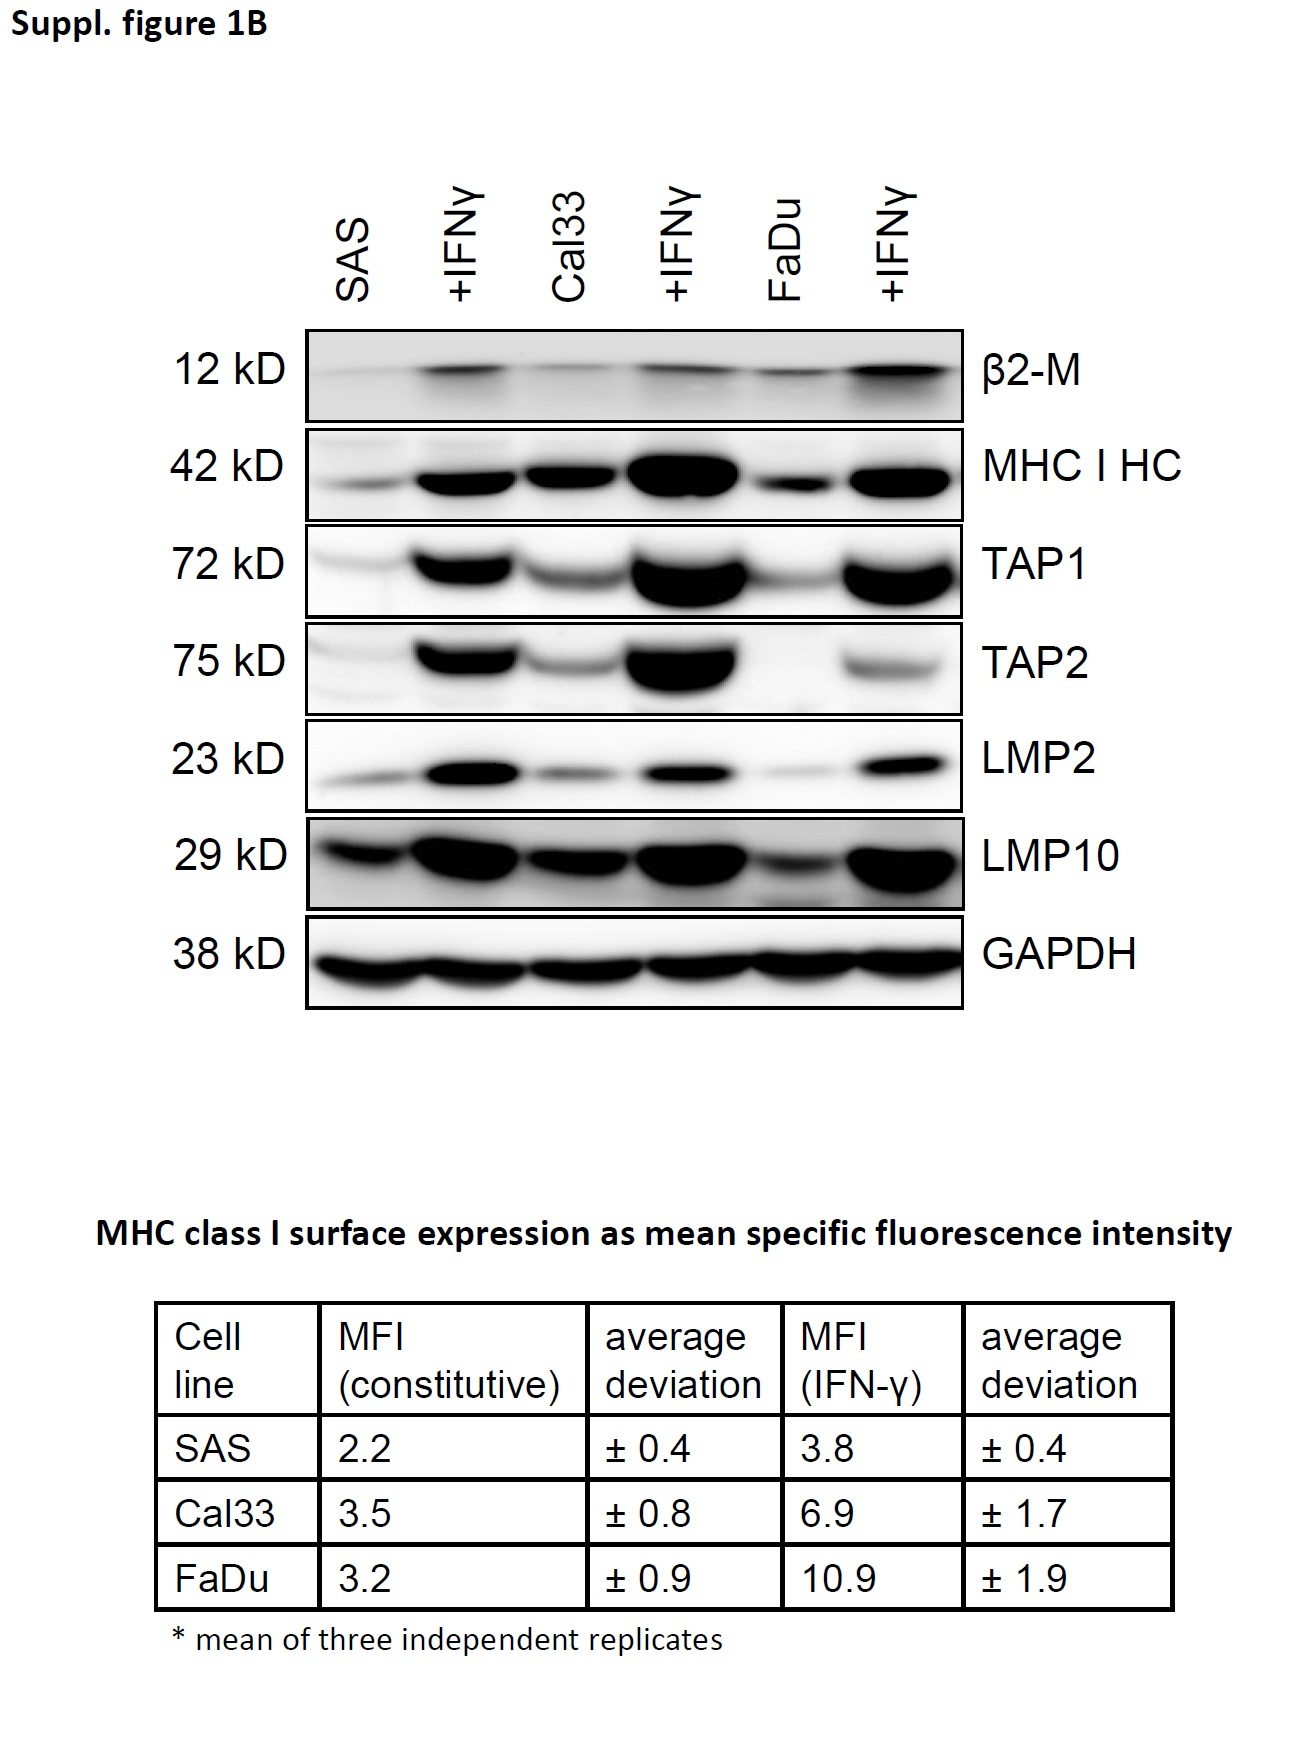 Suppl. figure 1B
SAS
+IFNγ
Cal33
+IFNγ
FaDu
+IFNγ
12 kD β2-M
42 kD MHC I HC
72 kD TAP1
75 kD TAP2
23 kD LMP2
29 kD LMP10
38 kD GAPDH
MHC class I surface expression as mean specific fluorescence intensity
Cell line MFI (constitutive) average deviation MFI (IFN-γ) average deviation
SAS 2.2 ± 0.4 3.8 ± 0.4
Cal33 3.5 ± 0.8 6.9 ± 1.7
FaDu 3.2 ± 0.9 10.9 ± 1.9
* mean of three independent replicates